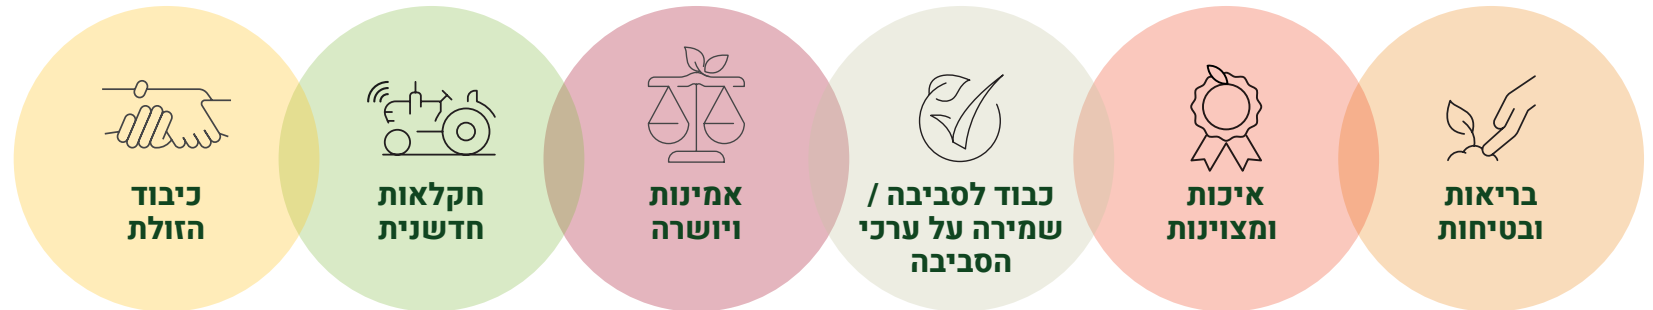 בריאות
ובטיחות
איכות
ומצוינות
כבוד לסביבה /
שמירה על ערכי
הסביבה
אמינות
ויושרה
חקלאות
חדשנית
כיבוד
הזולת